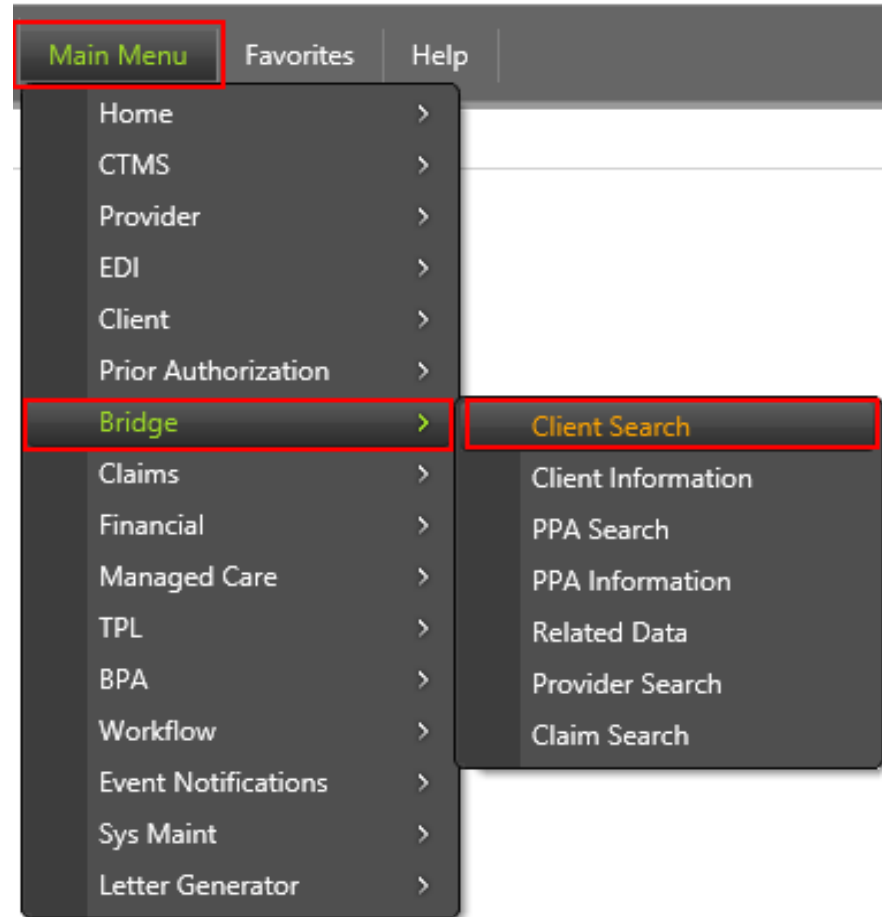 Main Menu Favorites Help
Home
CTMS
Provider
EDI
Client
Prior Authorization
Bridge
Claims
Financial
Managed Care
TPL
BPA
Workflow
Event Notifications
Sys Maint
Letter Generator
Client Search
Client Information
PPA Search
PPA Information
Related Data
Provider Search
Claim Search